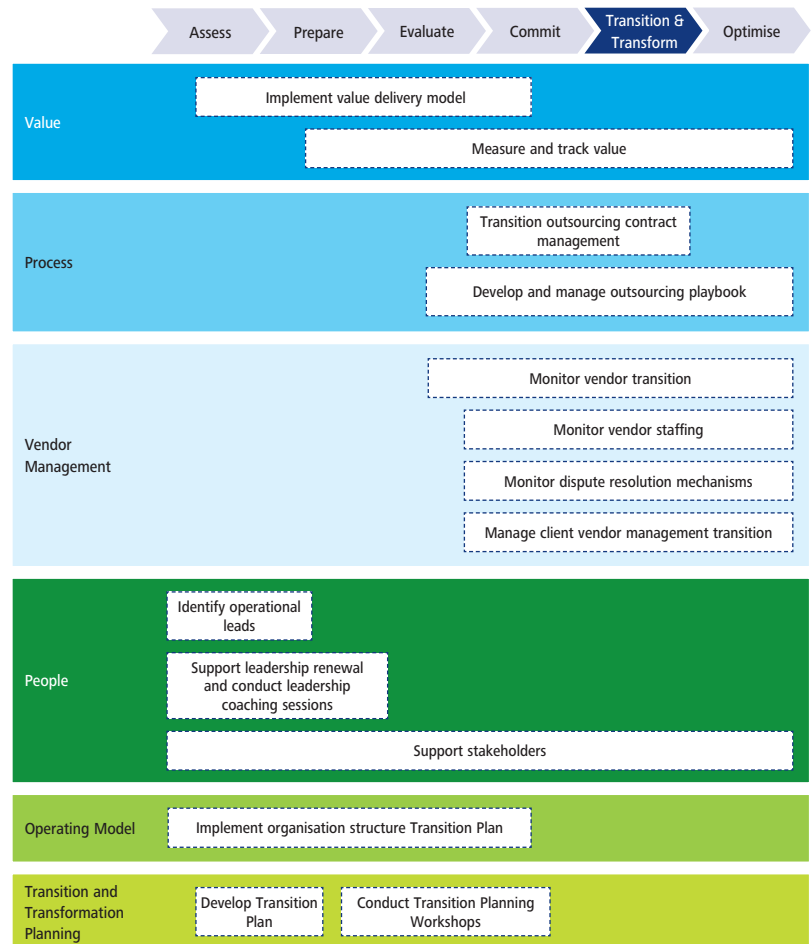 Assess
Prepare
Evaluate
Commit
Transition &
Transform
Optimise
Value
Implement value delivery model
Measure and track value
Process
Transition outsourcing contract
management
Develop and manage outsourcing playbook
Vendor
Management
Monitor vendor transition
Monitor vendor staffing
Monitor dispute resolution mechanisms
Manage client vendor management transition
People
Identify operational
leads
Support leadership renewal
and conduct leadership
coaching sessions
Support stakeholders
Operating Model
Implement organisation structure Transition Plan
Transition and
Transformation
Planning
Develop Transition
Plan
Conduct Transition Planning
Workshops